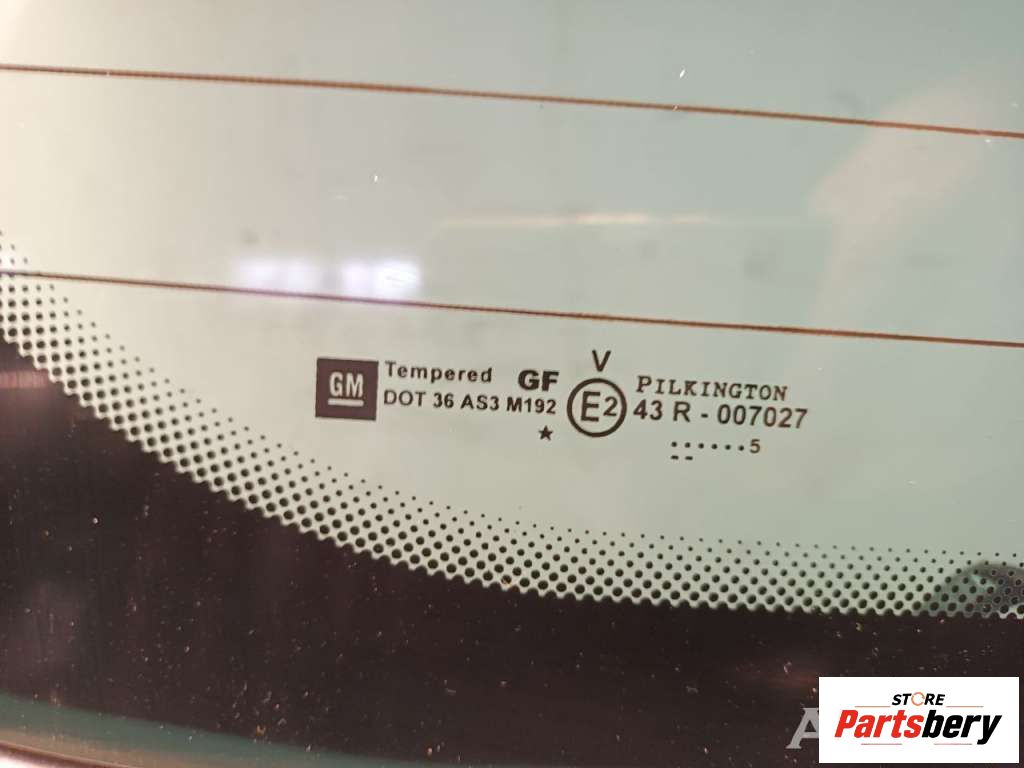 GM
Tempered GF
DOT 36 AS3 M192
★
V
E2
PILKINGTON
43 R - 007027
......5
--
STORE
Partsbery
A